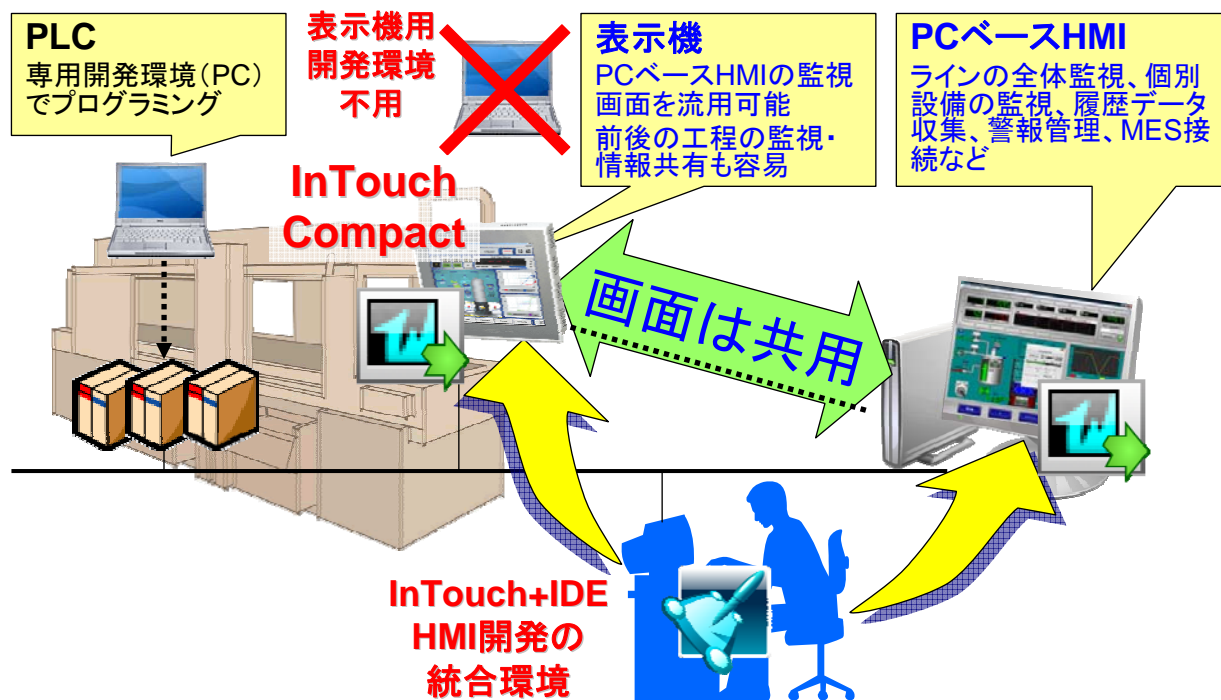 PLC
専用開発環境（PC）
でプログラミング
表示機用
開発環境
不用
表示機
PCベースHMIの監視
画面を流用可能
前後の工程の監視・
情報共有も容易
PCベースHMI
ラインの全体監視、個別
設備の監視、履歴データ
収集、警報管理、MES接
続など
InTouch
Compact
画面は共用
InTouch+IDE
HMI開発の
統合環境